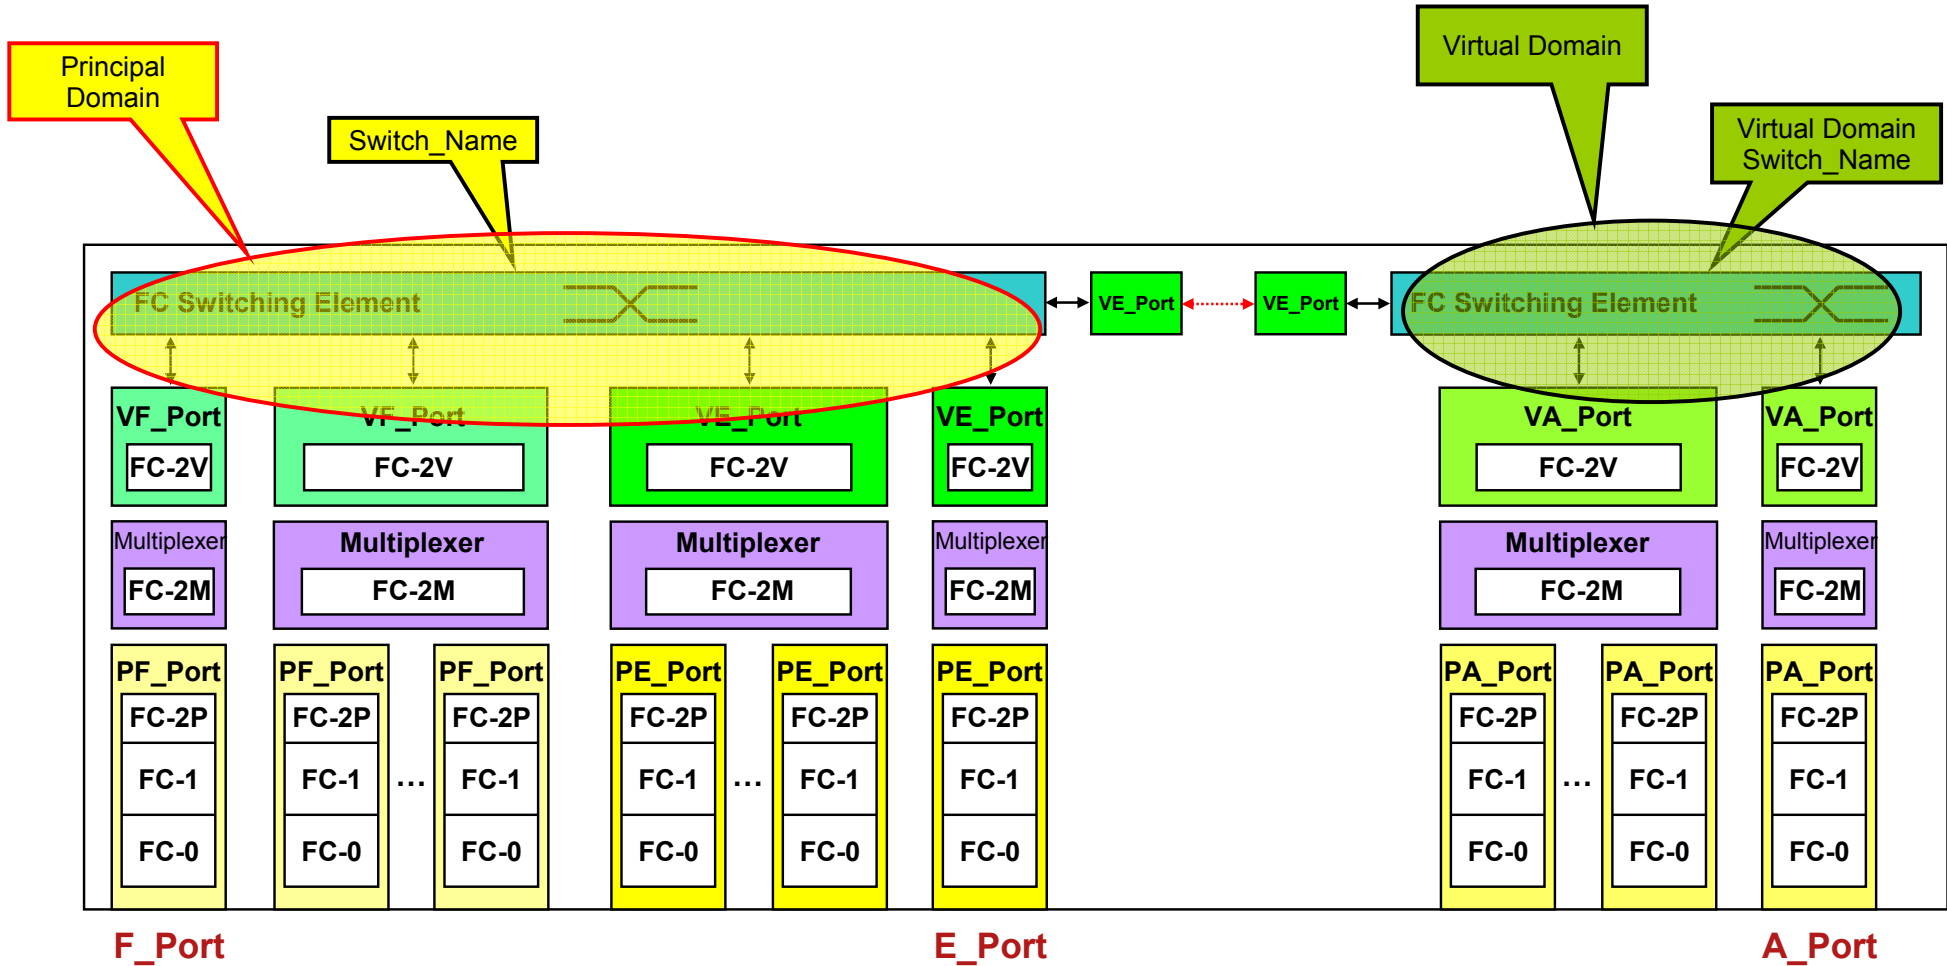 Virtual Domain
Principal
Domain
Switch_Name
Virtual Domain
Switch_Name
FC Switching Element
VE_Port
VE_Port
FC Switching Element
VF_Port
VF_Port
VE_Port
VE_Port
VA_Port
VA_Port
FC-2V
FC-2V
FC-2V
FC-2V
FC-2V
FC-2V
Multiplexer
Multiplexer
Multiplexer
Multiplexer
Multiplexer
Multiplexer
FC-2M
FC-2M
FC-2M
FC-2M
FC-2M
FC-2M
PF_Port
PF_Port
PF_Port
PE_Port
PE_Port
PE_Port
PA_Port
PA_Port
PA_Port
FC-2P
FC-2P
FC-2P
FC-2P
FC-2P
FC-2P
FC-2P
FC-2P
FC-2P
FC-1
FC-1
...
FC-1
FC-1
...
FC-1
FC-1
FC-1
...
FC-1
FC-1
FC-0
FC-0
FC-0
FC-0
FC-0
FC-0
FC-0
FC-0
FC-0
F_Port
E_Port
A_Port